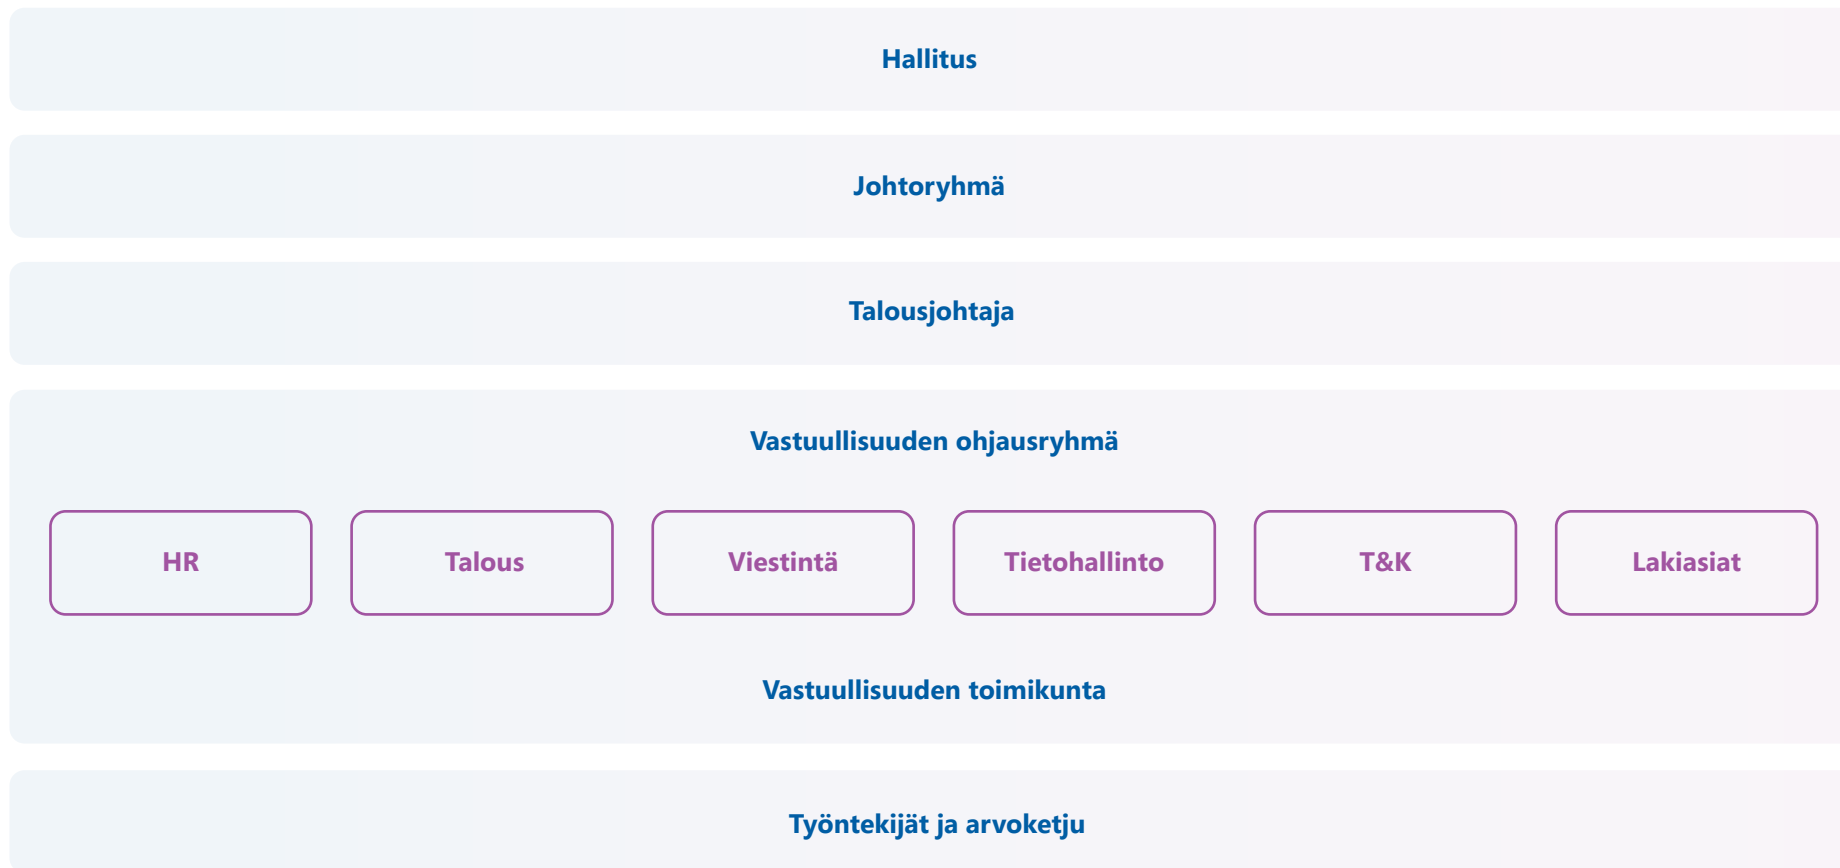 Hallitus
Johtoryhmä
Talousjohtaja
Vastuullisuuden ohjausryhmä
HR
Talous
Viestintä
Tietohallinto
T&K
Lakiasiat
Vastuullisuuden toimikunta
Työntekijät ja arvoketju